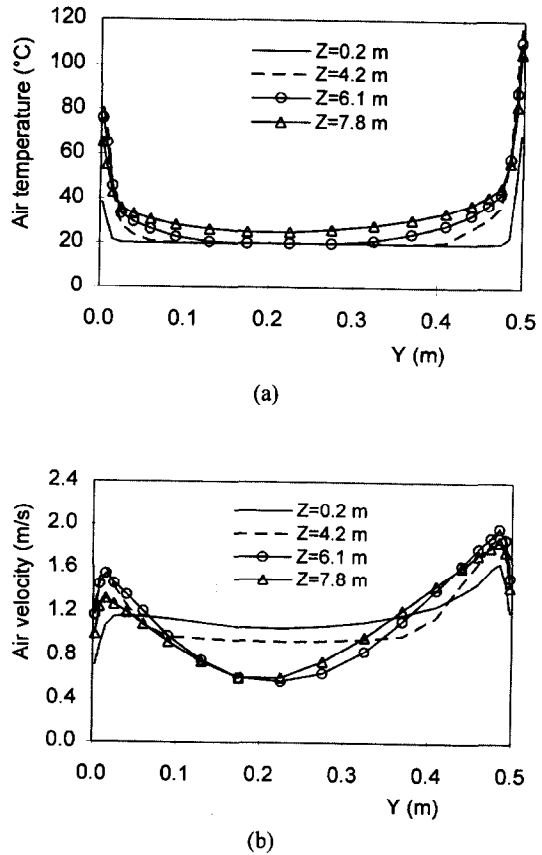 Air temperature (°C)
120
100
80
60
40
20
0
Z=0.2 m
Z=4.2 m
Z=6.1 m
Z=7.8 m
0.0 0.1 0.2 0.3 0.4 0.5
Y (m)
(a)
Air velocity (m/s)
2.4
2.0
1.6
1.2
0.8
0.4
0.0
Z=0.2 m
Z=4.2 m
Z=6.1 m
Z=7.8 m
0.0 0.1 0.2 0.3 0.4 0.5
Y (m)
(b)